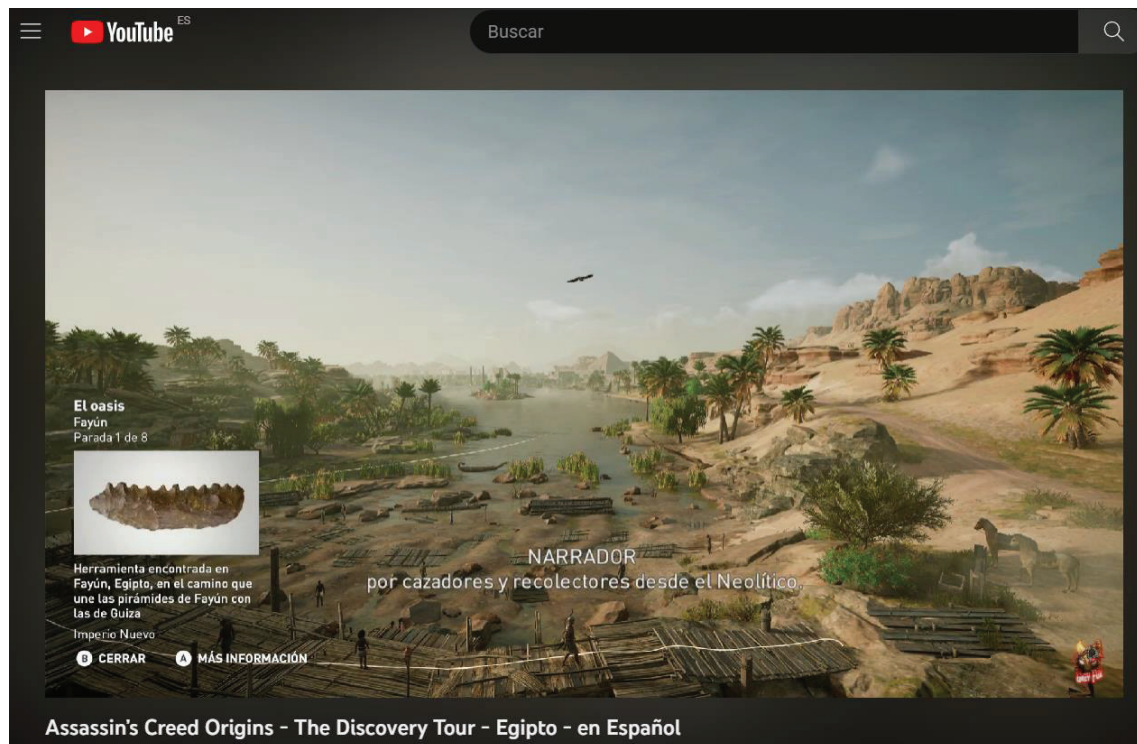 YouTube ES
Buscar
El oasis
Fayún
Parada 1 de 8
Herramienta encontrada en
Fayún, Egipto, en el camino que
une las pirámides de Fayún con
las de Guiza
Imperio Nuevo
B CERRAR A MÁS INFORMACIÓN
NARRADOR
por cazadores y recolectores desde el Neolítico,
Assassin's Creed Origins - The Discovery Tour - Egipto - en Español